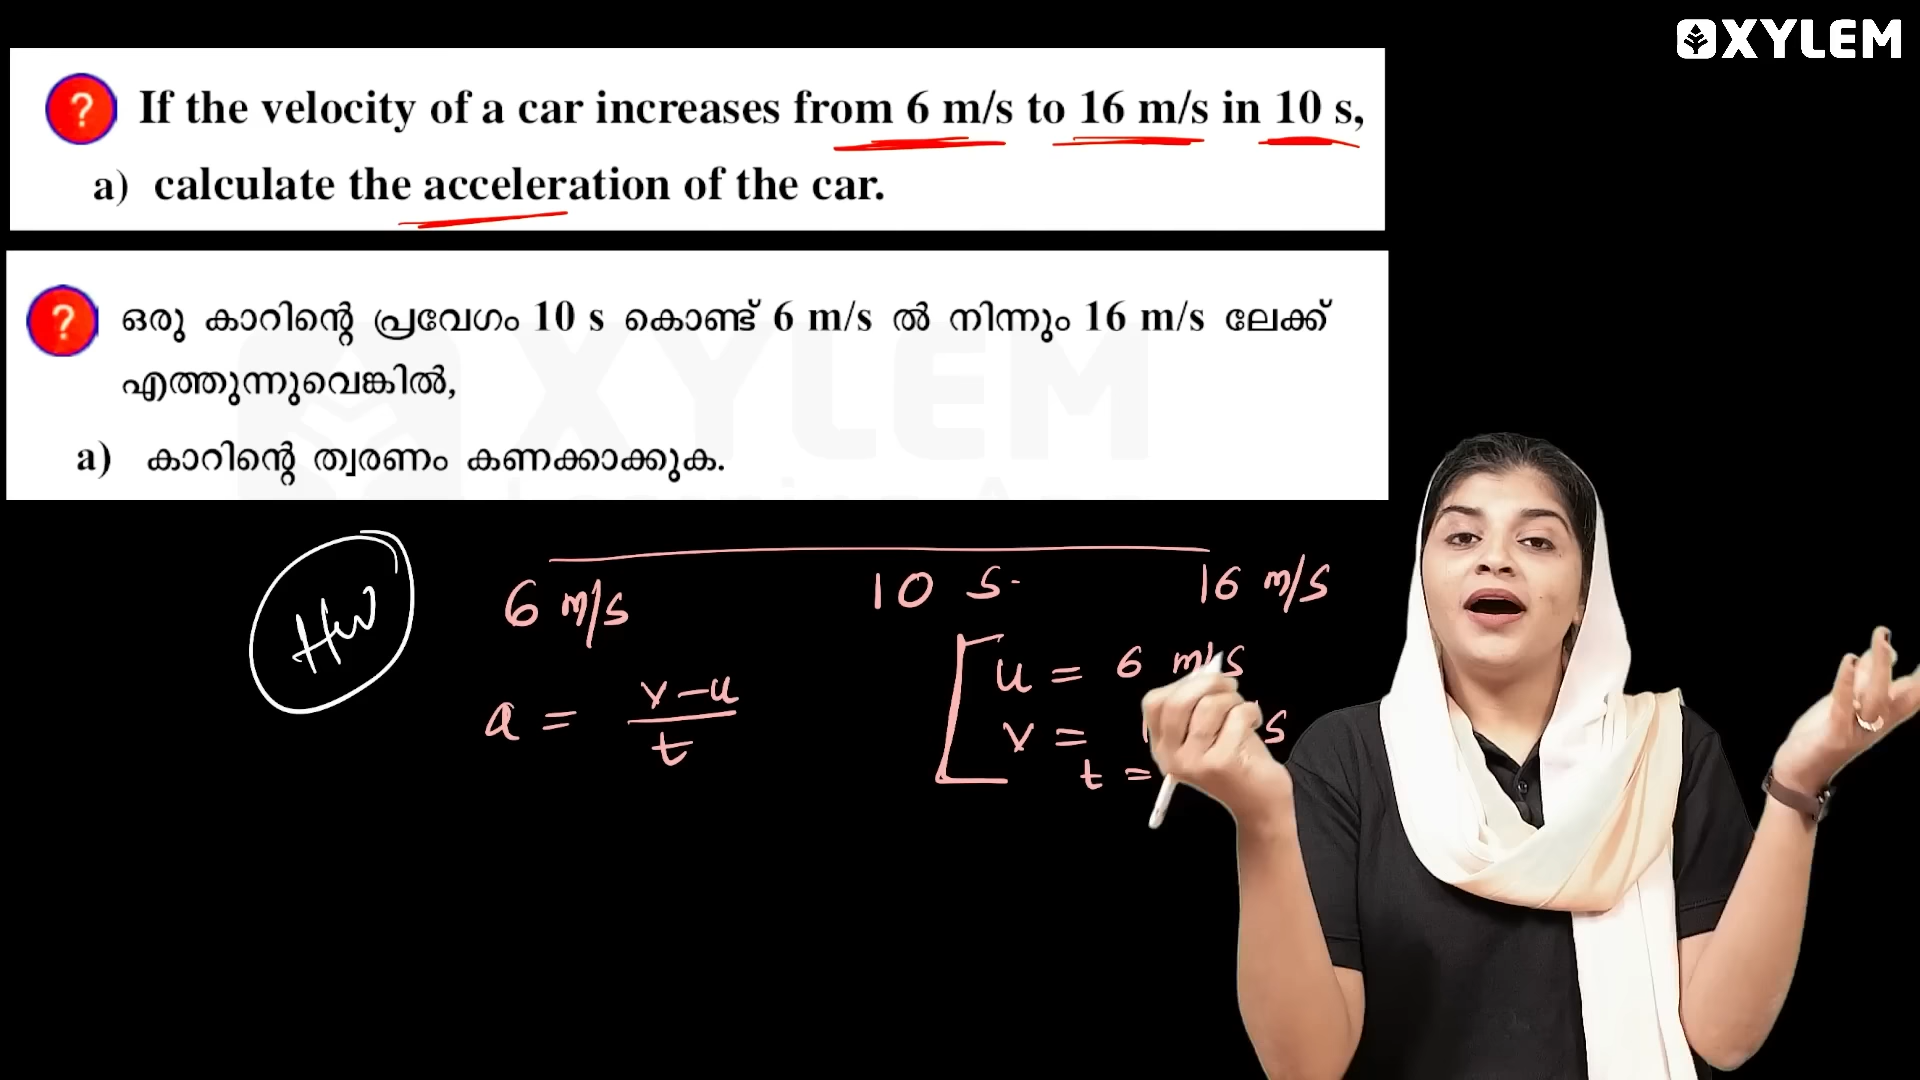 XYLEM
? If the velocity of a car increases from 6 m/s to 16 m/s in 10 s,
a) calculate the acceleration of the car.
? ഒരു കാറിന്റെ പ്രവേഗം 10 s കൊണ്ട് 6 m/s ൽ നിന്നും 16 m/s ലേക്ക്
എത്തുന്നുവെങ്കിൽ,
a) കാറിന്റെ ത്വരണം കണക്കാക്കുക.
XYLEM
HW
6 m/s 10 s 16 m/s
a = v-u
t
u = 6 m/s
v = s
t =